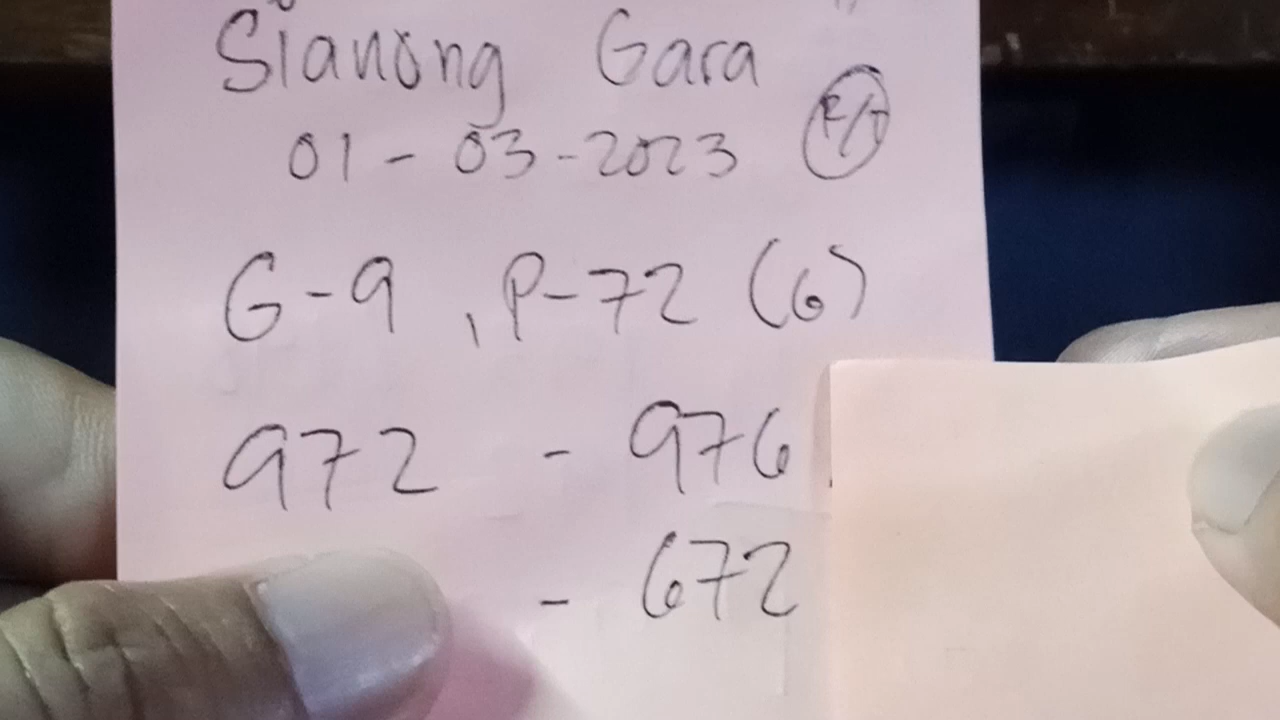 Sianong Gara
01-03-2023
G-9, P-72 (6)
972 - 976
- 672